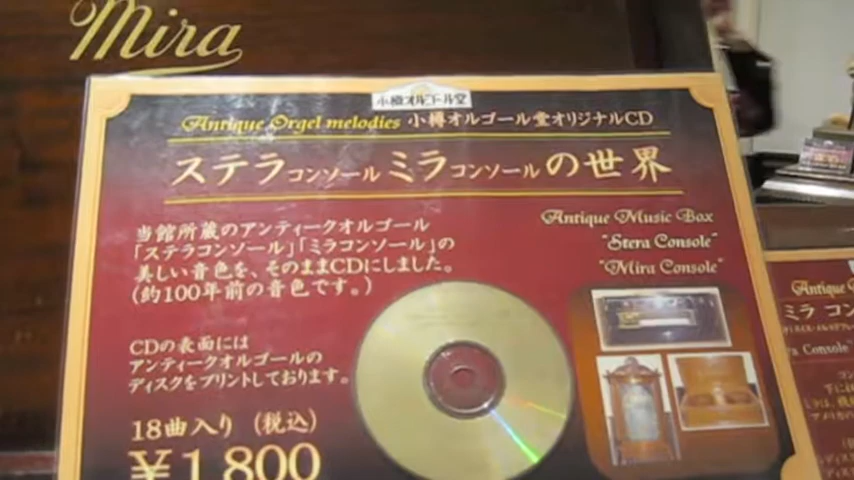 Mira
小樽オルゴール堂
Antique Orgel melodies 小樽オルゴール堂オリジナルCD
ステラコンソール ミラコンソールの世界
当館所蔵のアンティークオルゴール
「ステラコンソール」「ミラコンソール」の
美しい音色を、そのままCDにしました。
(約100年前の音色です。)
Antique Music Box
"Stera Console"
"Mira Console"
CDの表面には
アンティークオルゴールの
ディスクをプリントしております。
18曲入り (税込)
¥1,800
Antique
ミラ コン
"ra Console"